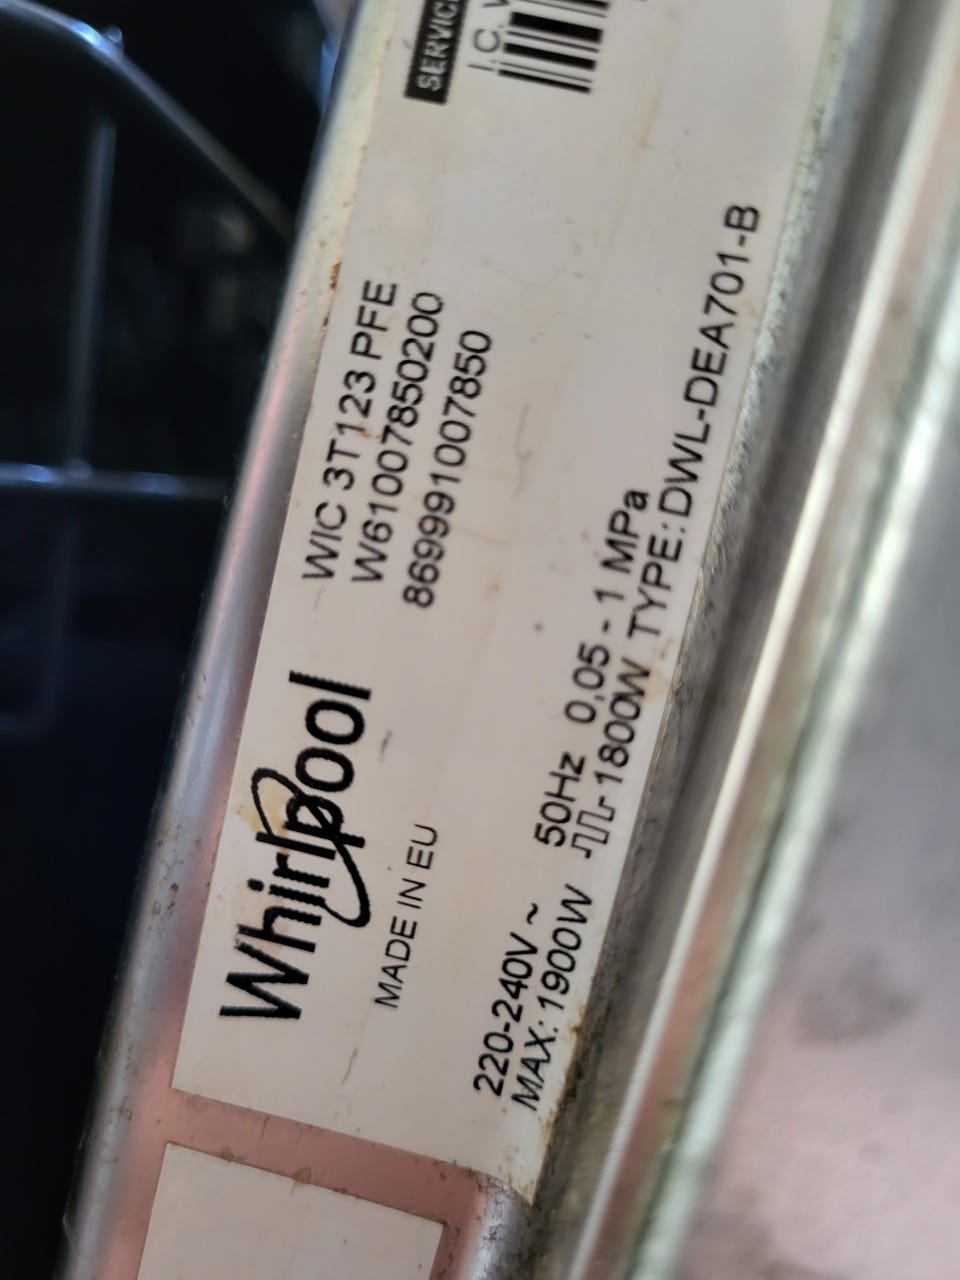 Whirlpool
MADE IN EU
WIC 3T123 PFE
W61007850200
869991007850
220-240V ~ 50Hz 0,05 - 1 MPa
MAX: 1900W 1800W TYPE: DWL-DEA701-B
I.C.